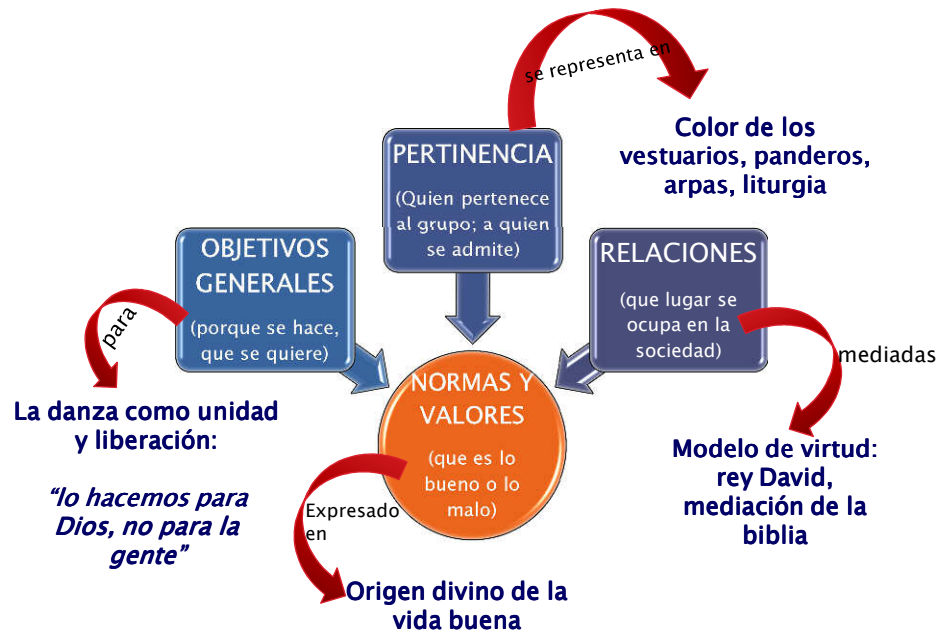 se representa en
Color de los
vestuarios, panderos,
arpas, liturgia
PERTINENCIA
(Quien pertenece
al grupo; a quien
se admite)
OBJETIVOS
GENERALES
(porque se hace,
que se quiere)
RELACIONES
(que lugar se
ocupa en la
sociedad)
para
mediadas
La danza como unidad
y liberación:
“lo hacemos para
Dios, no para la
gente”
NORMAS Y
VALORES
(que es lo
bueno o lo
malo)
Modelo de virtud:
rey David,
mediación de la
biblia
Expresado
en
Origen divino de la
vida buena